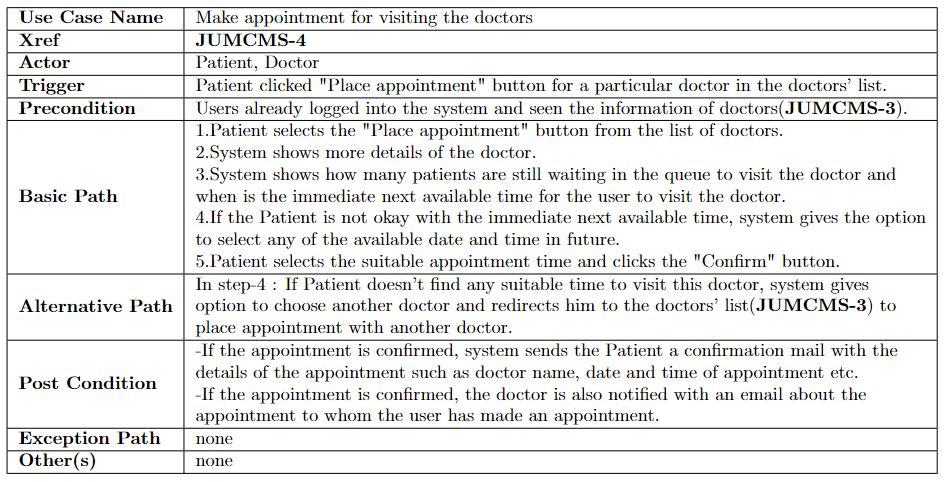 Use Case Name Make appointment for visiting the doctors
Xref JUMCMS-4
Actor Patient, Doctor
Trigger Patient clicked "Place appointment" button for a particular doctor in the doctors' list.
Precondition Users already logged into the system and seen the information of doctors(JUMCMS-3).
Basic Path
1.Patient selects the "Place appointment" button from the list of doctors.
2.System shows more details of the doctor.
3.System shows how many patients are still waiting in the queue to visit the doctor and
when is the immediate next available time for the user to visit the doctor.
4.If the Patient is not okay with the immediate next available time, system gives the option
to select any of the available date and time in future.
5.Patient selects the suitable appointment time and clicks the "Confirm" button.
Alternative Path
In step-4 : If Patient doesn't find any suitable time to visit this doctor, system gives
option to choose another doctor and redirects him to the doctors' list(JUMCMS-3) to
place appointment with another doctor.
Post Condition
-If the appointment is confirmed, system sends the Patient a confirmation mail with the
details of the appointment such as doctor name, date and time of appointment etc.
-If the appointment is confirmed, the doctor is also notified with an email about the
appointment to whom the user has made an appointment.
Exception Path none
Other(s) none